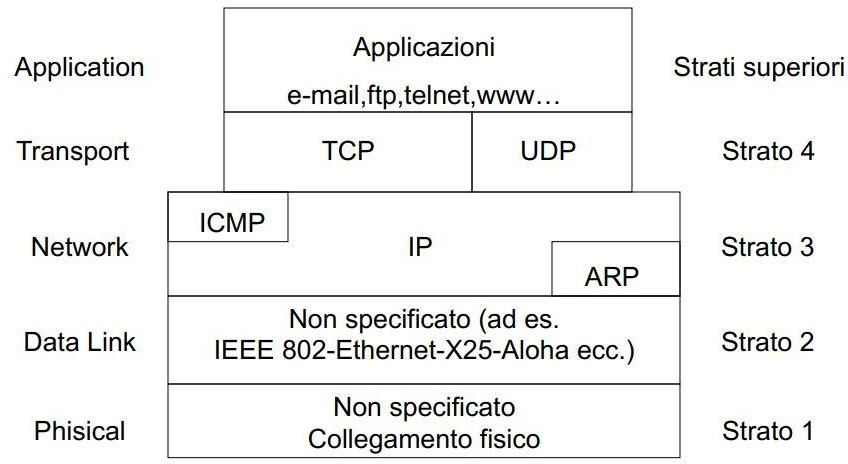 Application
Applicazioni
e-mail,ftp,telnet,www...
Strati superiori
Transport
TCP
UDP
Strato 4
Network
ICMP
IP
ARP
Strato 3
Data Link
Non specificato (ad es.
IEEE 802-Ethernet-X25-Aloha ecc.)
Strato 2
Phisical
Non specificato
Collegamento fisico
Strato 1